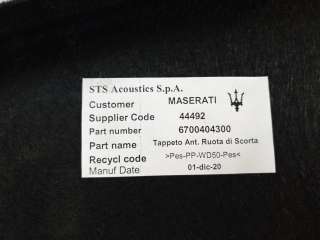 STS Acoustics S.p.A.
Customer MASERATI
Supplier Code 44492
Part number 6700404300
Part name Tappeto Ant. Ruota di Scorta
Recycl code >Pes-PP-WD50-Pes<
Manuf Date 01-dic-20